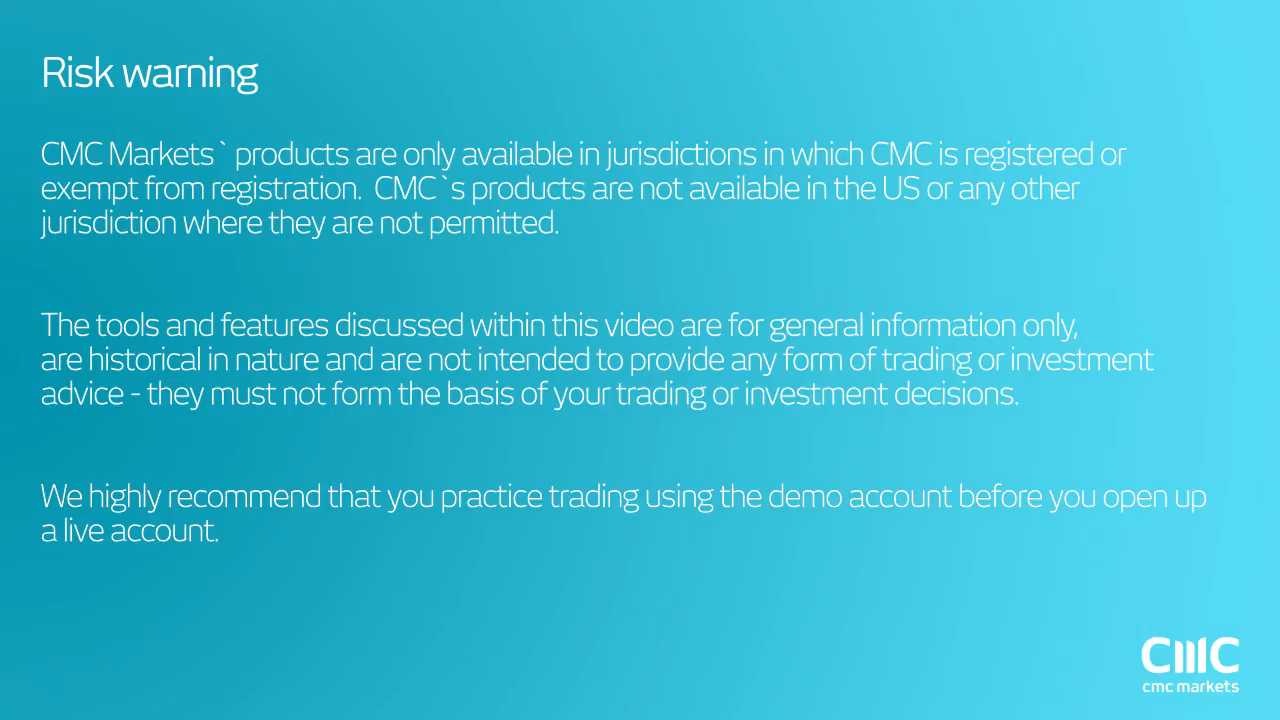 Risk warning
CMC Markets` products are only available in jurisdictions in which CMC is registered or
exempt from registration.  CMC`s products are not available in the US or any other
jurisdiction where they are not permitted.
The tools and features discussed within this video are for general information only,
are historical in nature and are not intended to provide any form of trading or investment
advice - they must not form the basis of your trading or investment decisions.
We highly recommend that you practice trading using the demo account before you open up
a live account.
CMC
cmc markets